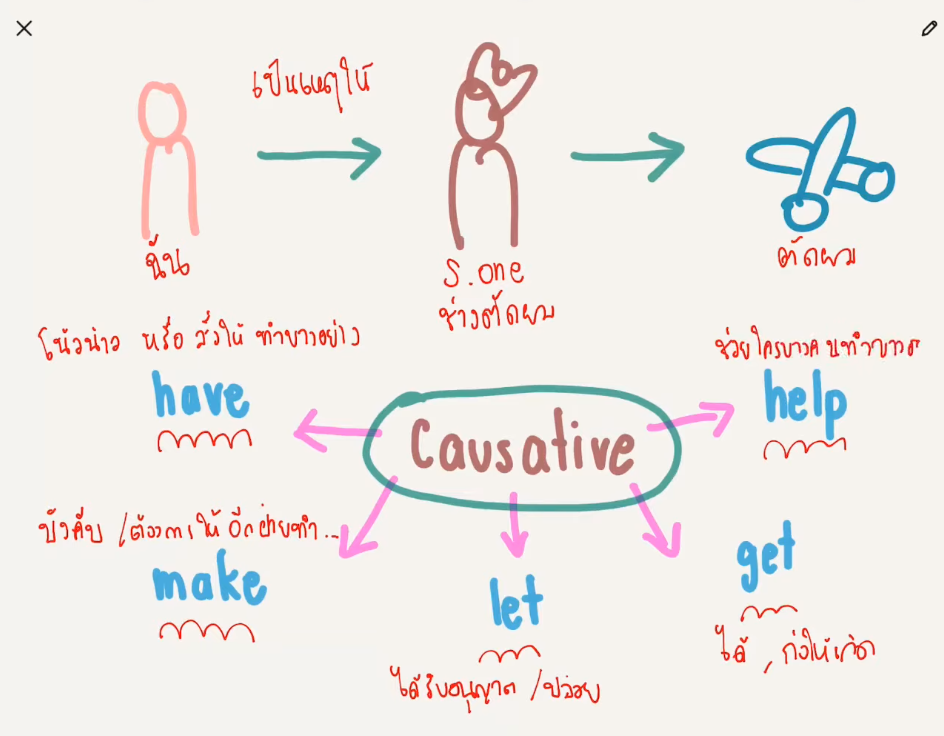 เป็นเหตุให้
ฉัน
S.one
ช่างตัดผม
ตัดผม
โน้วน่าว หรือ สั่งให้ ทำบางอย่าง
have
ช่วยใครบางคนทำบางอ
help
Causative
บังคับ /ต้องการให้ อีกฝ่ายทำ...
make
let
ได้รับอนุญาต /ปล่อย
get
ได้ , ก่อให้เกิด